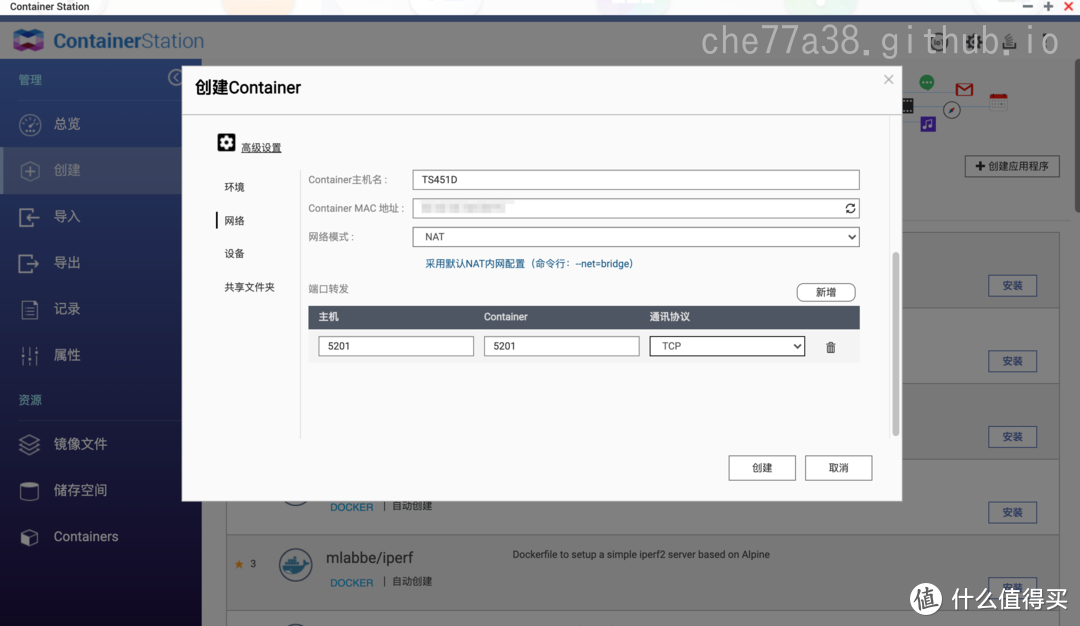 Container Station
ContainerStation
che77a38.github.io
管理
总览
创建
导入
导出
记录
属性
资源
镜像文件
储存空间
Containers
创建应用程序
创建Container
高级设置
环境
网络
设备
共享文件夹
Container主机名 :
TS451D
Container MAC 地址 :
网络模式 :
NAT
采用默认NAT内网配置（命令行：--net=bridge）
端口转发
新增
主机 Container 通讯协议
5201 5201 TCP
创建 取消
安装
安装
安装
安装
DOCKER | 自动创建
3
mlabbe/iperf
Dockerfile to setup a simple iperf2 server based on Alpine
DOCKER | 自动创建
安装
值 什么值得买